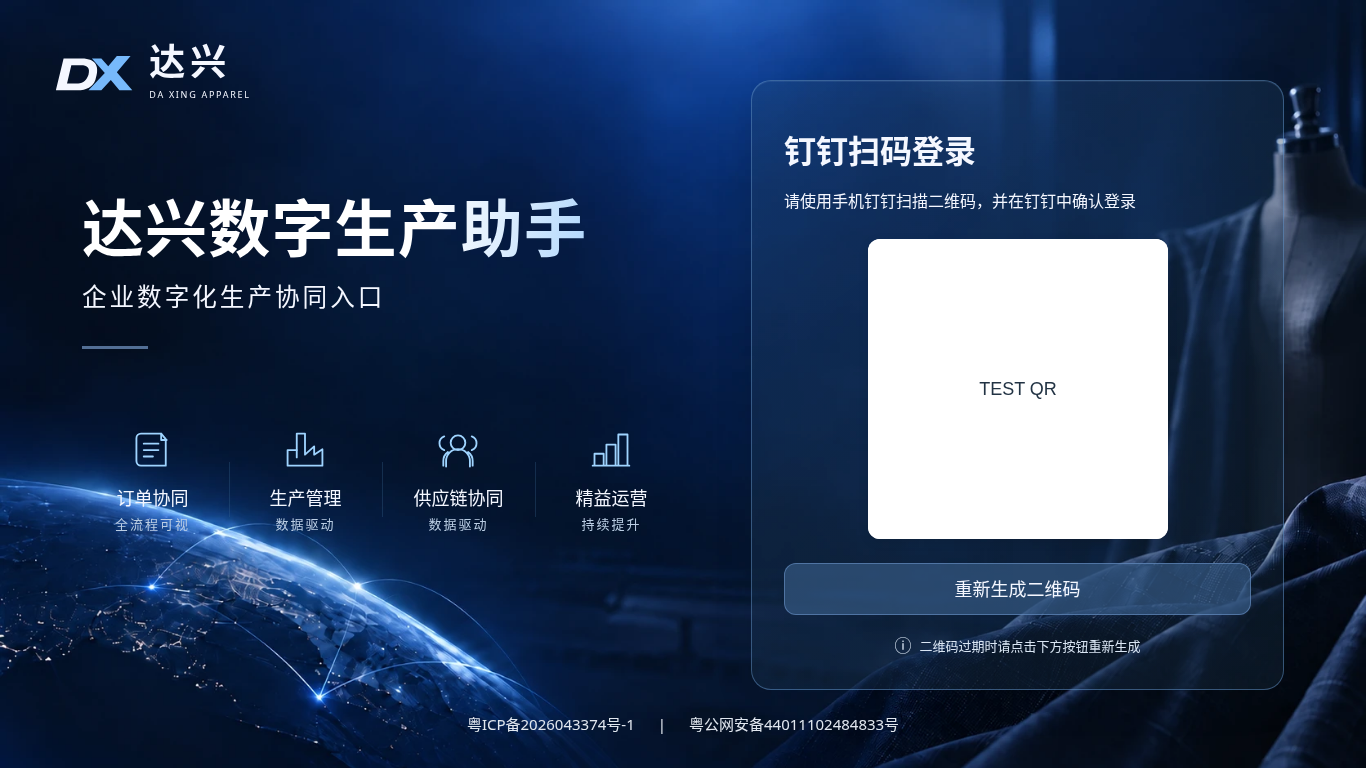 DX 达兴
DA XING APPAREL
达兴数字生产助手
企业数字化生产协同入口
订单协同
全流程可视
生产管理
数据驱动
供应链协同
数据驱动
精益运营
持续提升
钉钉扫码登录
请使用手机钉钉扫描二维码，并在钉钉中确认登录
TEST QR
重新生成二维码
二维码过期时请点击下方按钮重新生成
粤ICP备2026043374号-1 | 粤公网安备44011102484833号